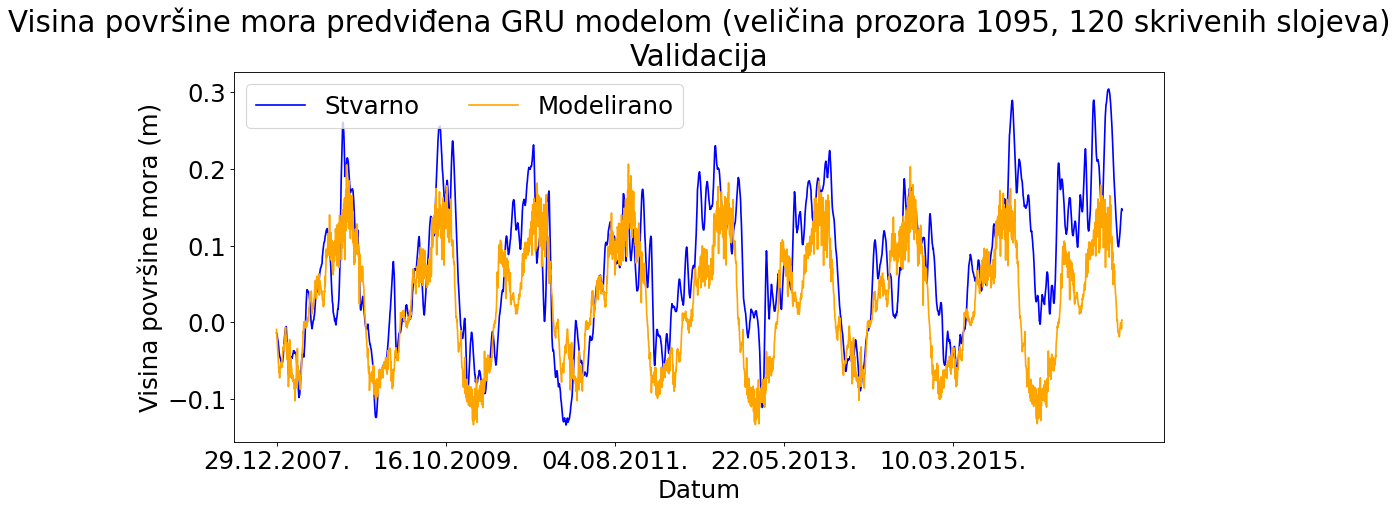 Visina površine mora predviđena GRU modelom (veličina prozora 1095, 120 skrivenih slojeva)
Validacija
Stvarno
Modelirano
Visina površine mora (m)
0.3
0.2
0.1
0.0
−0.1
29.12.2007.
16.10.2009.
04.08.2011.
22.05.2013.
10.03.2015.
Datum